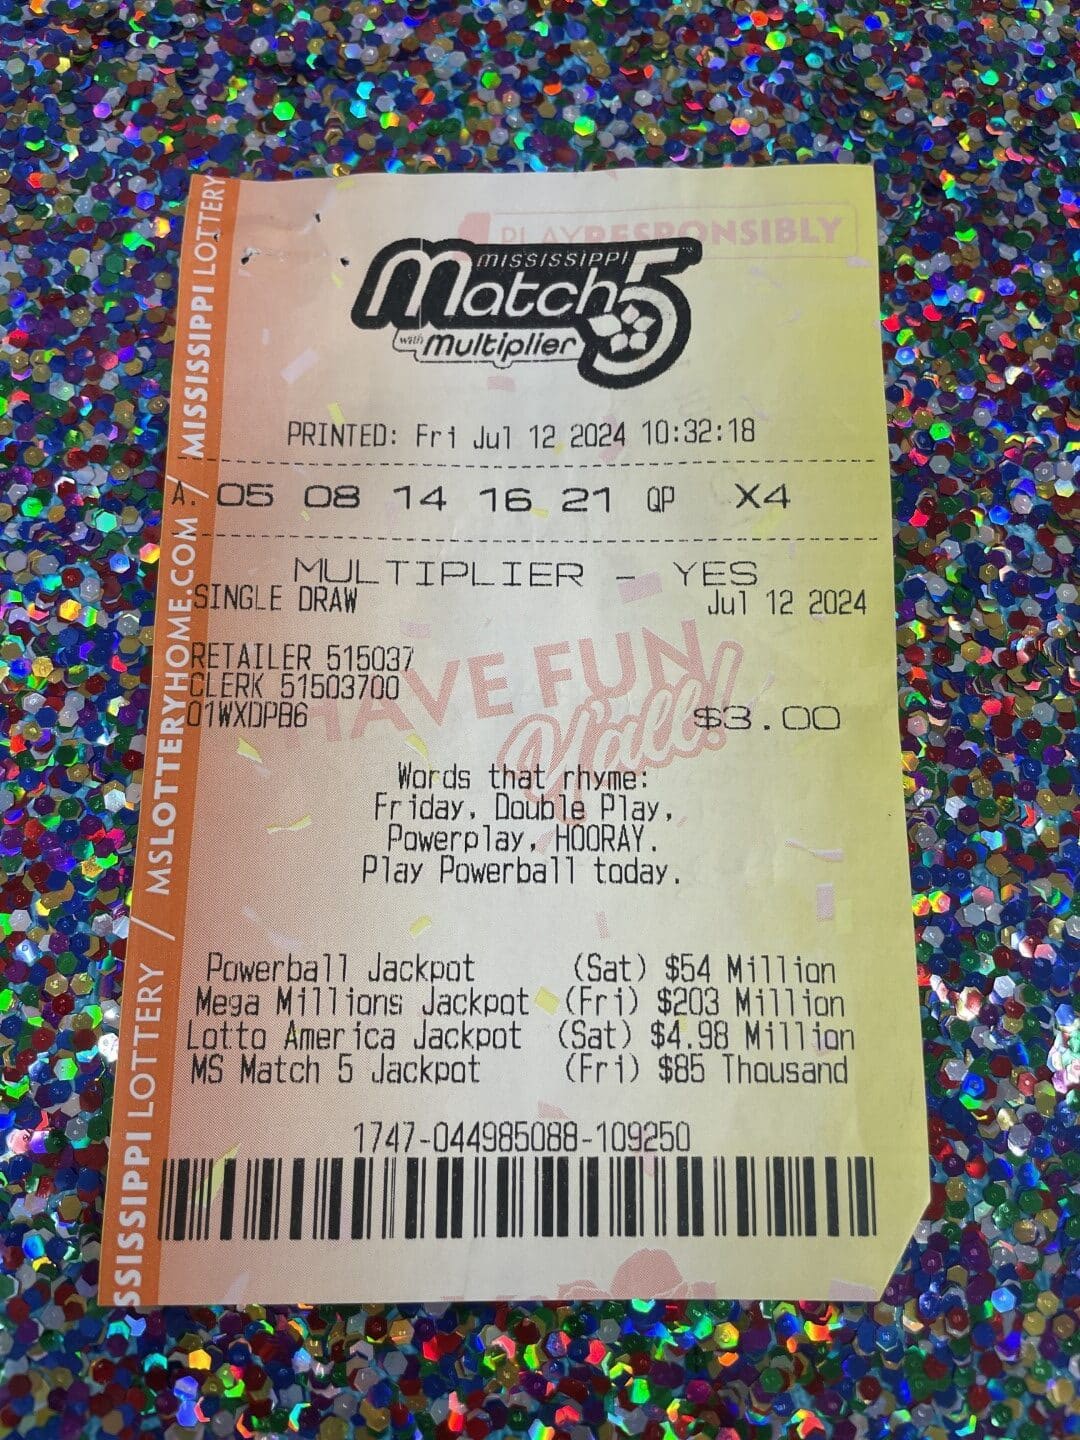 PLAY RESPONSIBLY
MISSISSIPPI
Match 5
with Multiplier
PRINTED: Fri Jul 12 2024 10:32:18
A. 05 08 14 16 21 QP X4
MULTIPLIER - YES
SINGLE DRAW Jul 12 2024
RETAILER 515037
CLERK 51503700
01WXDPB6 $3.00
HAVE FUN
Y'all!
Words that rhyme:
Friday, Double Play,
Powerplay, HOORAY.
Play Powerball today.
Powerball Jackpot (Sat) $54 Million
Mega Millions Jackpot (Fri) $203 Million
Lotto America Jackpot (Sat) $4.98 Million
MS Match 5 Jackpot (Fri) $85 Thousand
1747-044985088-109250
SSISSIPPI LOTTERY / MSLOTTERYHOME.COM / MISSISSIPPI LOTTERY